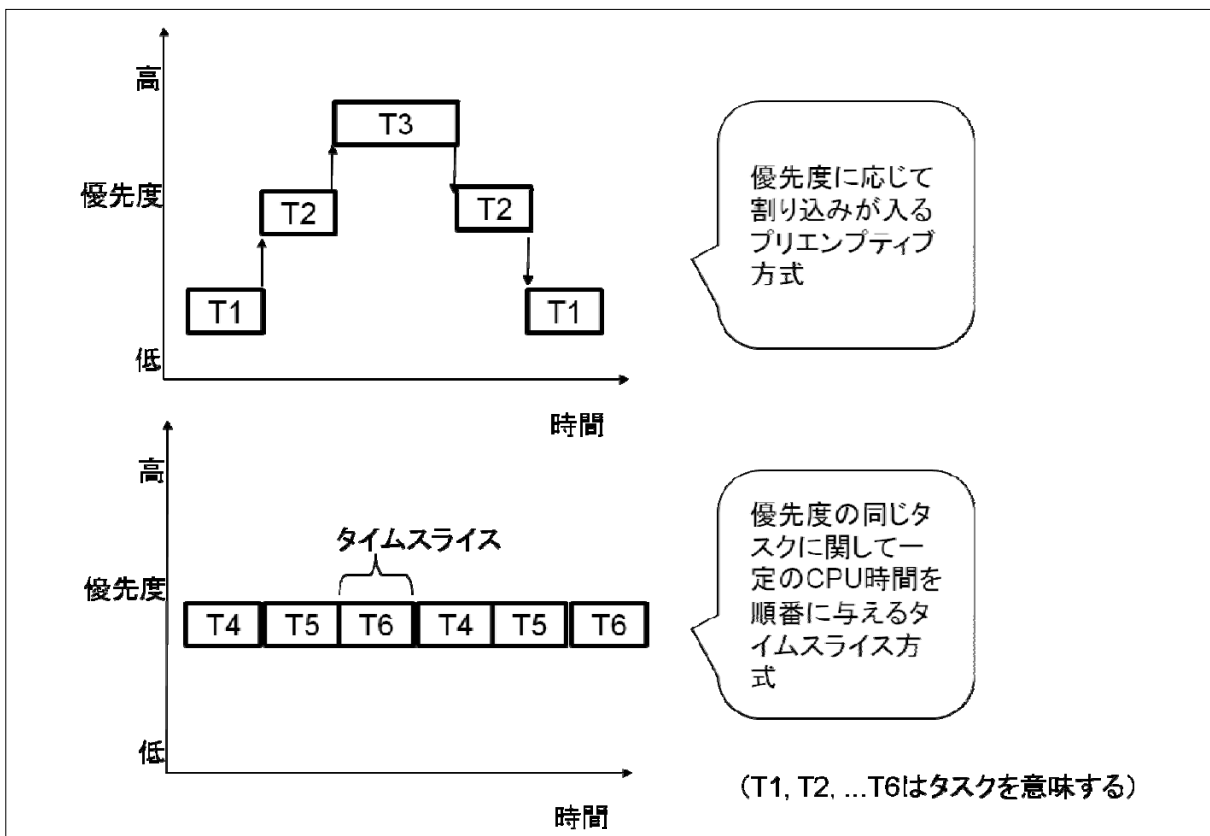 高
T3
優先度に応じて
割り込みが入る
プリエンプティブ
方式
優先度
T2
T2
T1
T1
低
時間
高
優先度の同じタ
スクに関して一
定のCPU時間を
順番に与えるタ
イムスライス方
式
タイムスライス
優先度
T4
T5
T6
T4
T5
T6
低
時間
(T1, T2, ...T6はタスクを意味する)